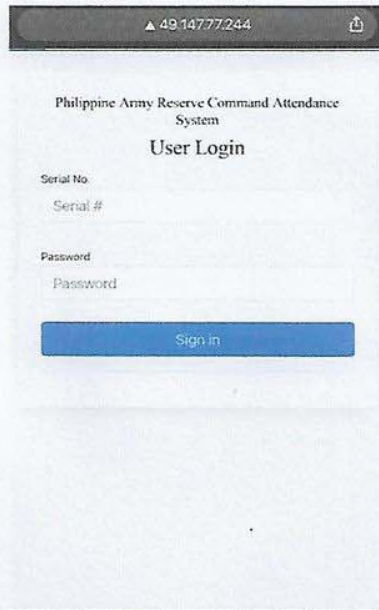 ▲ 49.147.77.244
Philippine Army Reserve Command Attendance
System
User Login
Serial No.
Serial #
Password
Password
Sign in